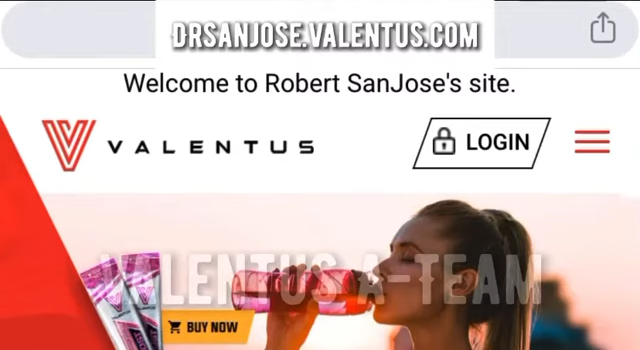 DRSANJOSE.VALENTUS.COM
Welcome to Robert SanJose's site.
VALENTUS
LOGIN
VALENTUS A-TEAM
BUY NOW